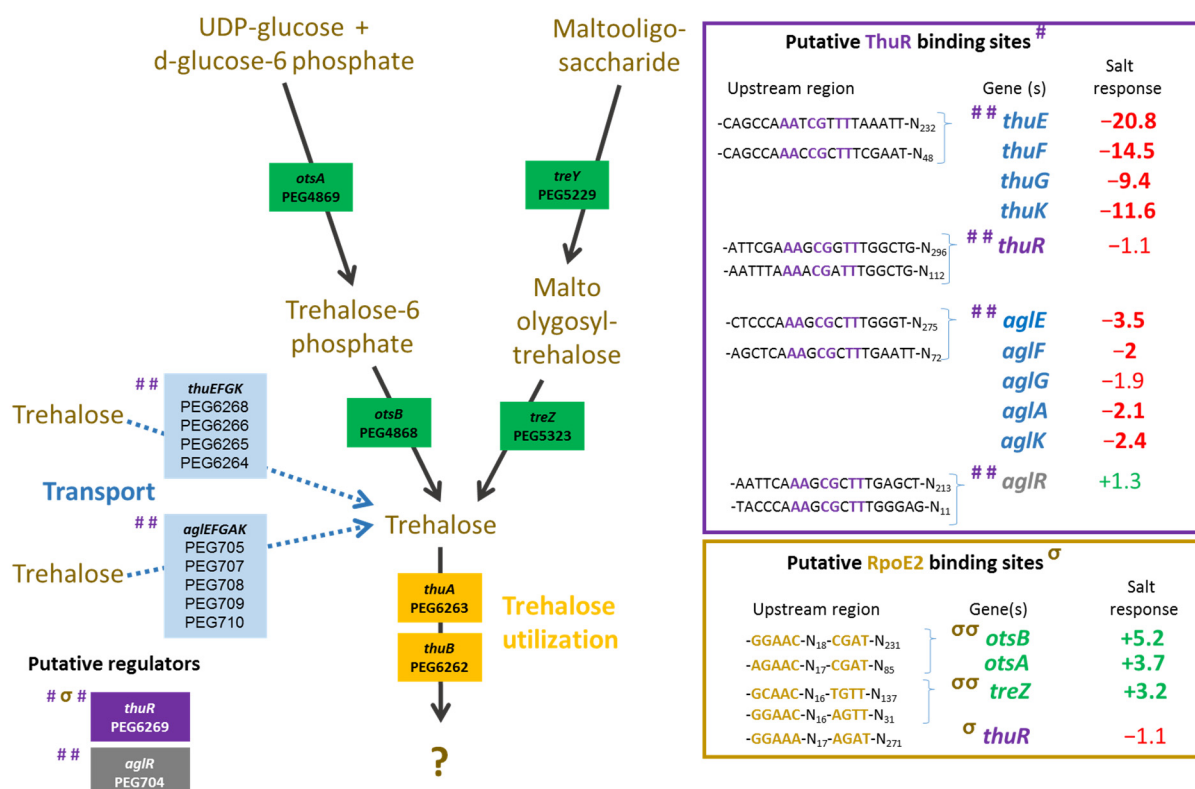 UDP-glucose +
d-glucose-6 phosphate
Maltooligo-
saccharide
otsA
PEG4869
treY
PEG5229
Trehalose-6
phosphate
Malto
olygosyl-
trehalose
otsB
PEG4868
treZ
PEG5323
# #
thuEFGK
PEG6268
PEG6266
PEG6265
PEG6264
Trehalose
Transport
# #
aglEFGAK
PEG705
PEG707
PEG708
PEG709
PEG710
Trehalose
Trehalose
thuA
PEG6263
thuB
PEG6262
Trehalose
utilization
?
Putative regulators
# σ #
thuR
PEG6269
# #
aglR
PEG704
Putative ThuR binding sites #
Upstream region Gene (s) Salt
response
-CAGCCAAATCGTTTTAAATT-N232 # # thuE −20.8
-CAGCCAAACCGCTTTCGAAT-N48 thuF −14.5
thuG −9.4
thuK −11.6
-ATTCGAAAGCGGTTTGGCTG-N296 # # thuR −1.1
-AATTTAAAACGATTTGGCTG-N112
-CTCCCAAAGCGCTTTGGGT-N275 # # aglE −3.5
-AGCTCAAAGCGCTTTGAATT-N72 aglF −2
aglG −1.9
aglA −2.1
aglK −2.4
-AATTCAAAGCGCTTTGAGCT-N213 # # aglR +1.3
-TACCCAAAGCGCTTTGGGAG-N11
Putative RpoE2 binding sites σ
Upstream region Gene(s) Salt
response
-GGAAC-N18-CGAT-N231 σσ otsB +5.2
-AGAAC-N17-CGAT-N85 otsA +3.7
-GCAAC-N16-TGTT-N137 σσ treZ +3.2
-GGAAC-N16-AGTT-N31
-GGAAA-N17-AGAT-N271 σ thuR −1.1